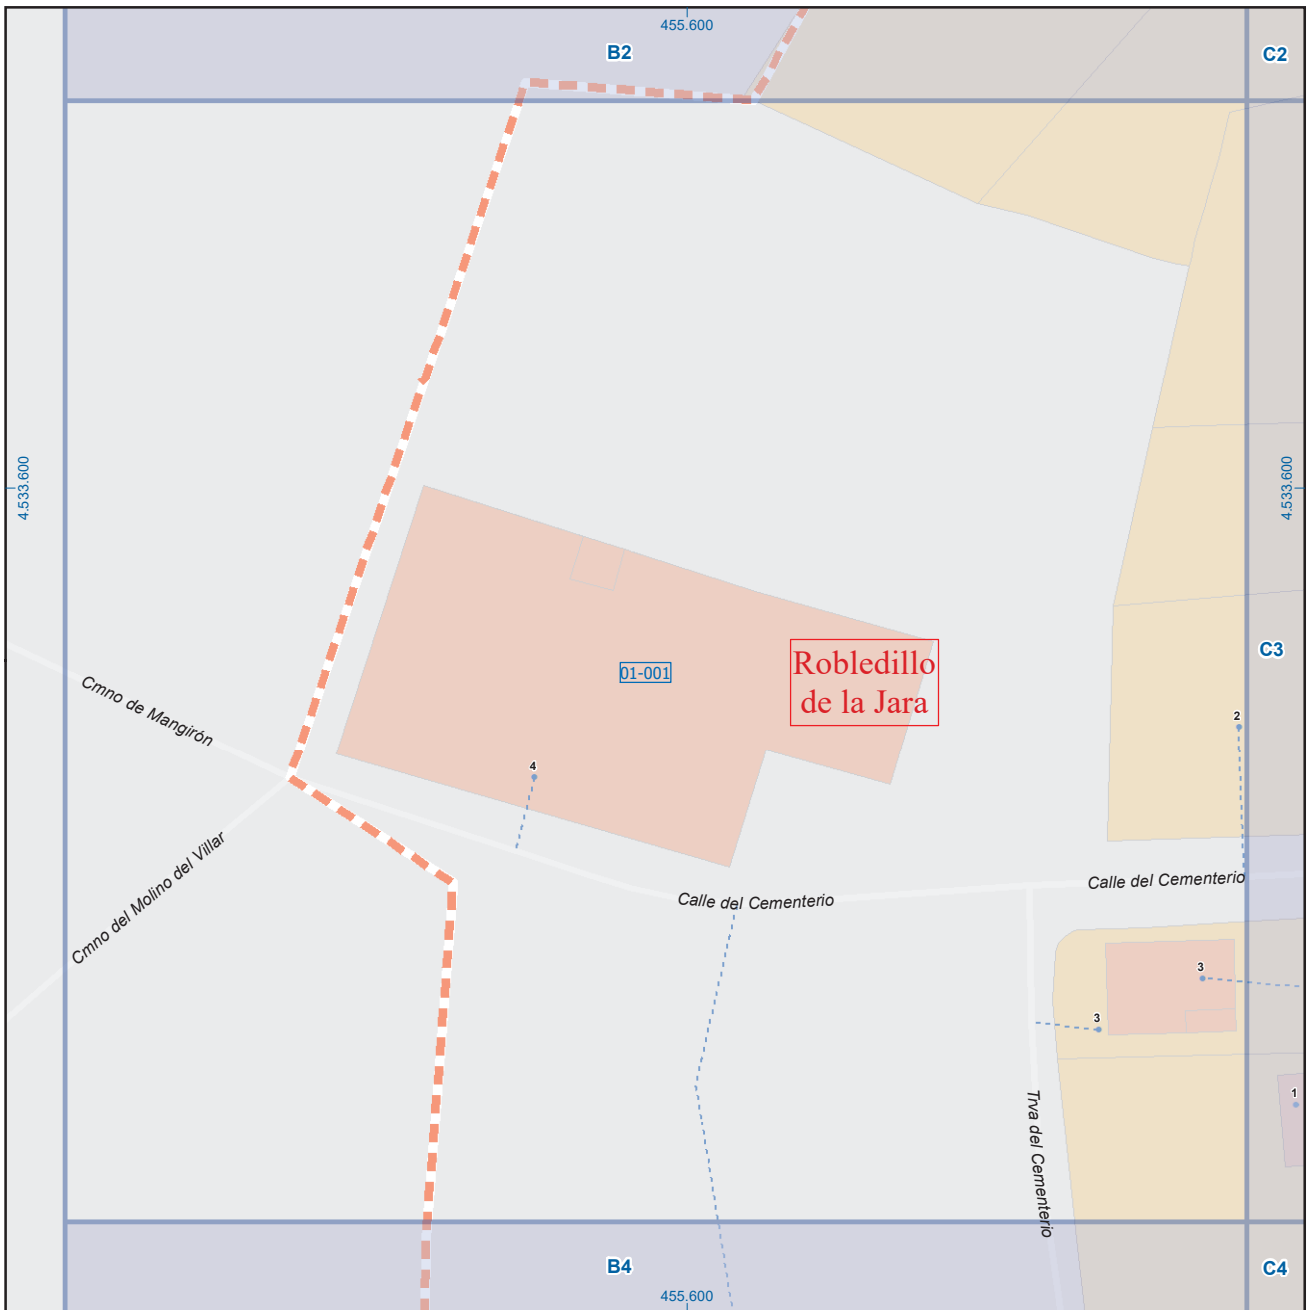 455.600
B2
C2
4.533.600
4.533.600
Robledillo
de la Jara
01-001
C3
Cmno de Mangirón
2
4
Cmno del Molino del Villar
Calle del Cementerio
Calle del Cementerio
3
3
1
Trva del Cementerio
B4
C4
455.600